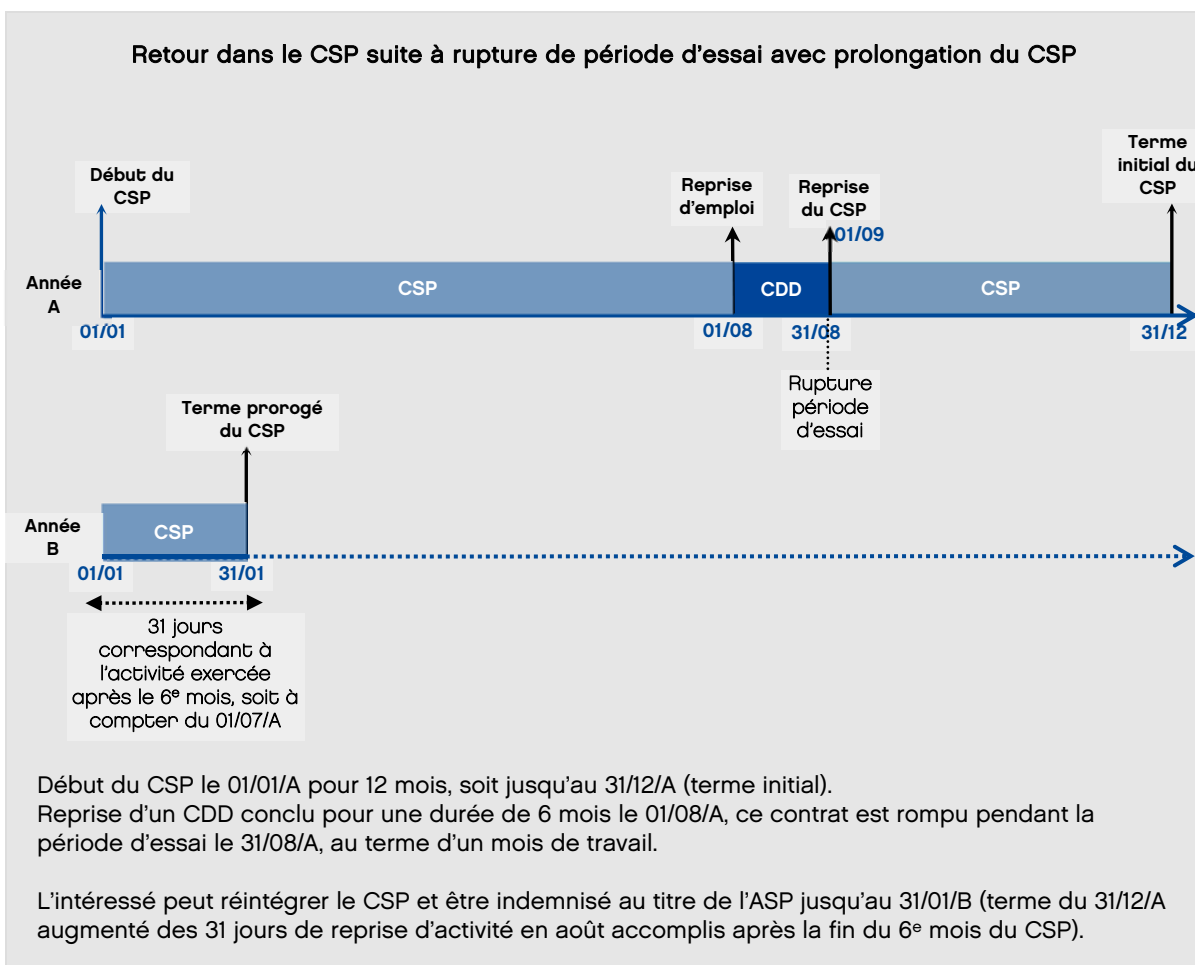 Retour dans le CSP suite à rupture de période d'essai avec prolongation du CSP
Terme
initial du
CSP
Début du
CSP
Reprise
d'emploi
Reprise
du CSP
01/09
Année
A
CSP
CDD
CSP
01/01
01/08
31/08
31/12
Rupture
période
d'essai
Terme prorogé
du CSP
Année
B
CSP
01/01
31/01
31 jours
correspondant à
l'activité exercée
après le 6e mois, soit à
compter du 01/07/A
Début du CSP le 01/01/A pour 12 mois, soit jusqu'au 31/12/A (terme initial).
Reprise d'un CDD conclu pour une durée de 6 mois le 01/08/A, ce contrat est rompu pendant la
période d'essai le 31/08/A, au terme d'un mois de travail.
L'intéressé peut réintégrer le CSP et être indemnisé au titre de l'ASP jusqu'au 31/01/B (terme du 31/12/A
augmenté des 31 jours de reprise d'activité en août accomplis après la fin du 6e mois du CSP).